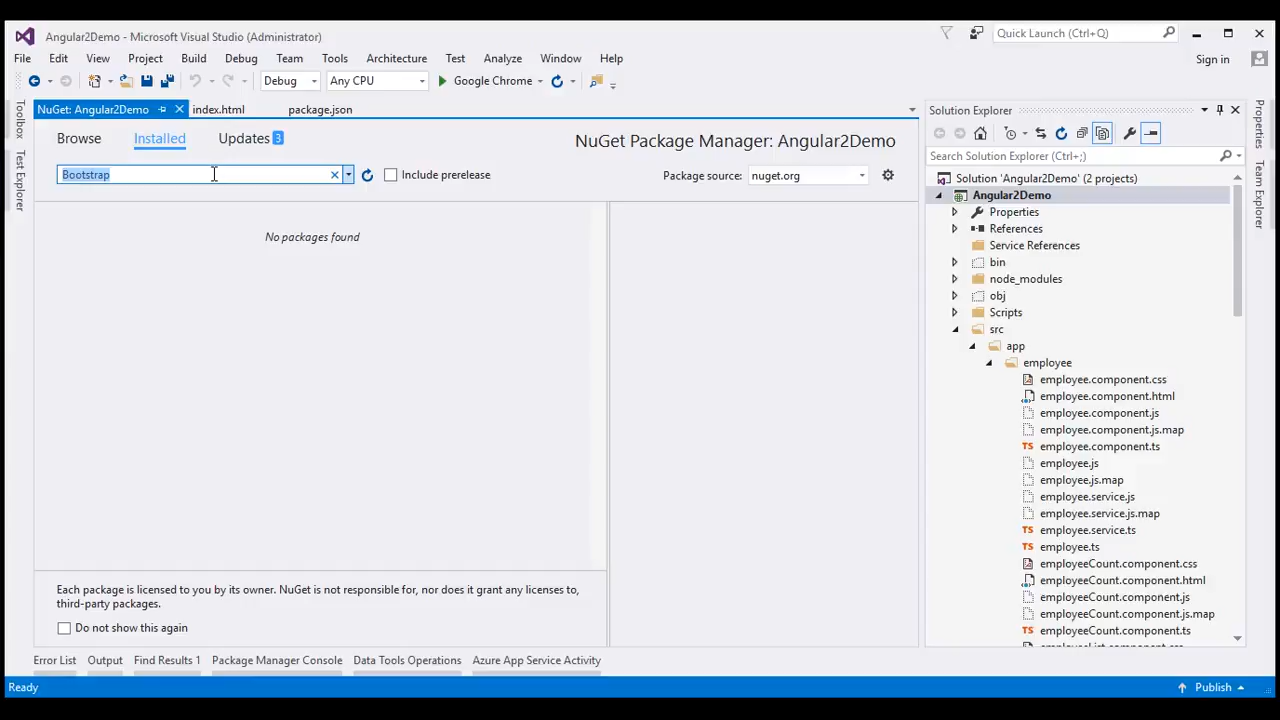 Angular2Demo - Microsoft Visual Studio (Administrator)
Quick Launch (Ctrl+Q)
File Edit View Project Build Debug Team Tools Architecture Test Analyze Window Help
Sign in
Debug Any CPU Google Chrome
Toolbox
Test Explorer
NuGet: Angular2Demo index.html package.json
Browse Installed Updates 3
NuGet Package Manager: Angular2Demo
Bootstrap
Include prerelease
Package source: nuget.org
No packages found
Each package is licensed to you by its owner. NuGet is not responsible for, nor does it grant any licenses to,
third-party packages.
Do not show this again
Solution Explorer
Search Solution Explorer (Ctrl+;)
Solution 'Angular2Demo' (2 projects)
Angular2Demo
Properties
References
Service References
bin
node_modules
obj
Scripts
src
app
employee
employee.component.css
employee.component.html
employee.component.js
employee.component.js.map
employee.component.ts
employee.js
employee.js.map
employee.service.js
employee.service.js.map
employee.service.ts
employee.ts
employeeCount.component.css
employeeCount.component.html
employeeCount.component.js
employeeCount.component.js.map
employeeCount.component.ts
employeeList.component.css
Properties
Team Explorer
Error List Output Find Results 1 Package Manager Console Data Tools Operations Azure App Service Activity
Ready
Publish